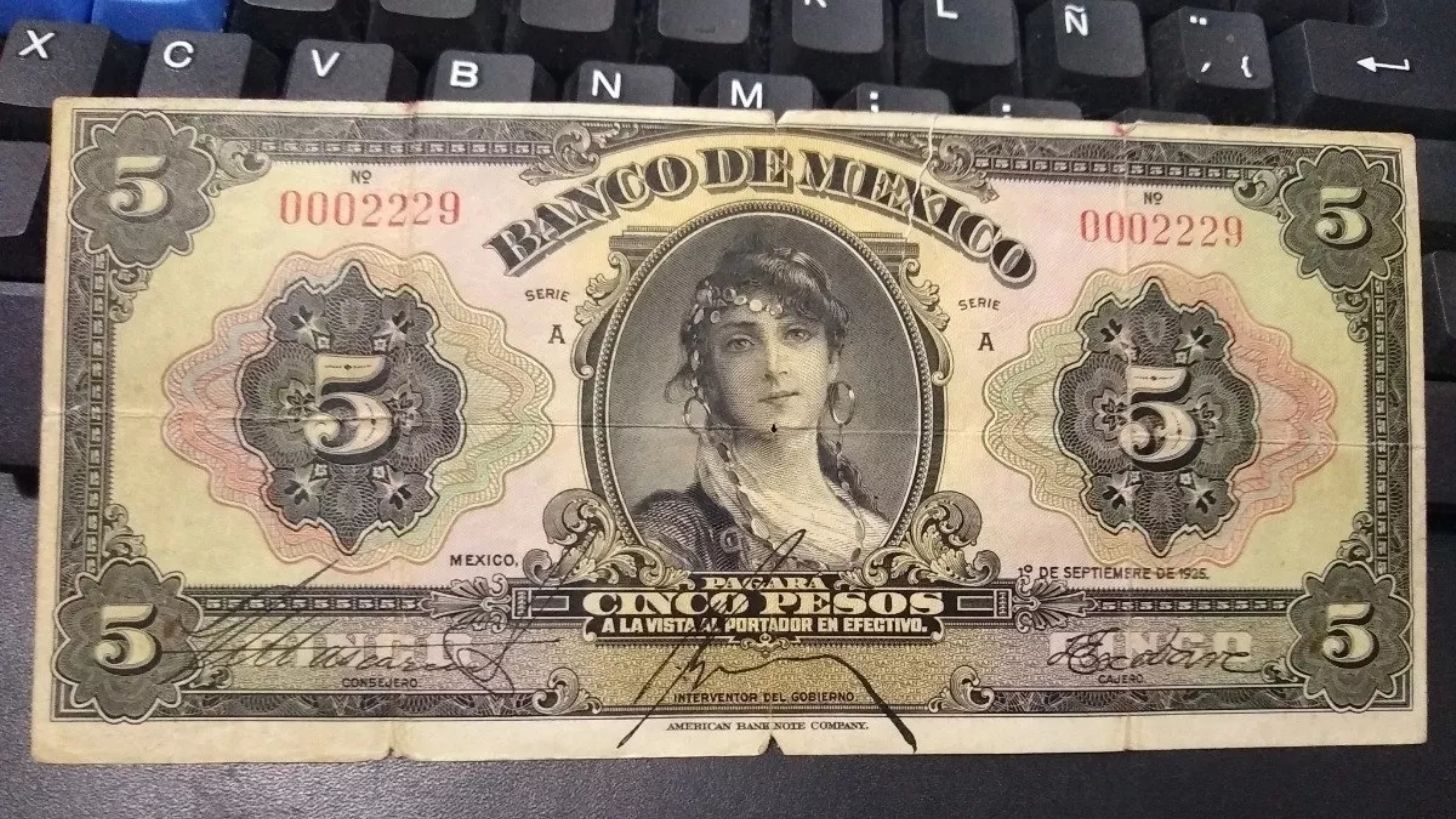 X C V B N M K L Ñ
5 BANCO DE MEXICO 5
Nº Nº
0002229 0002229
SERIE SERIE
A A
5 5
MEXICO, 1º DE SEPTIEMBRE DE 1925.
PAGARÁ
CINCO PESOS
A LA VISTA AL PORTADOR EN EFECTIVO.
5 CINCO CINCO 5
CONSEJERO CAJERO
INTERVENTOR DEL GOBIERNO
AMERICAN BANK NOTE COMPANY.